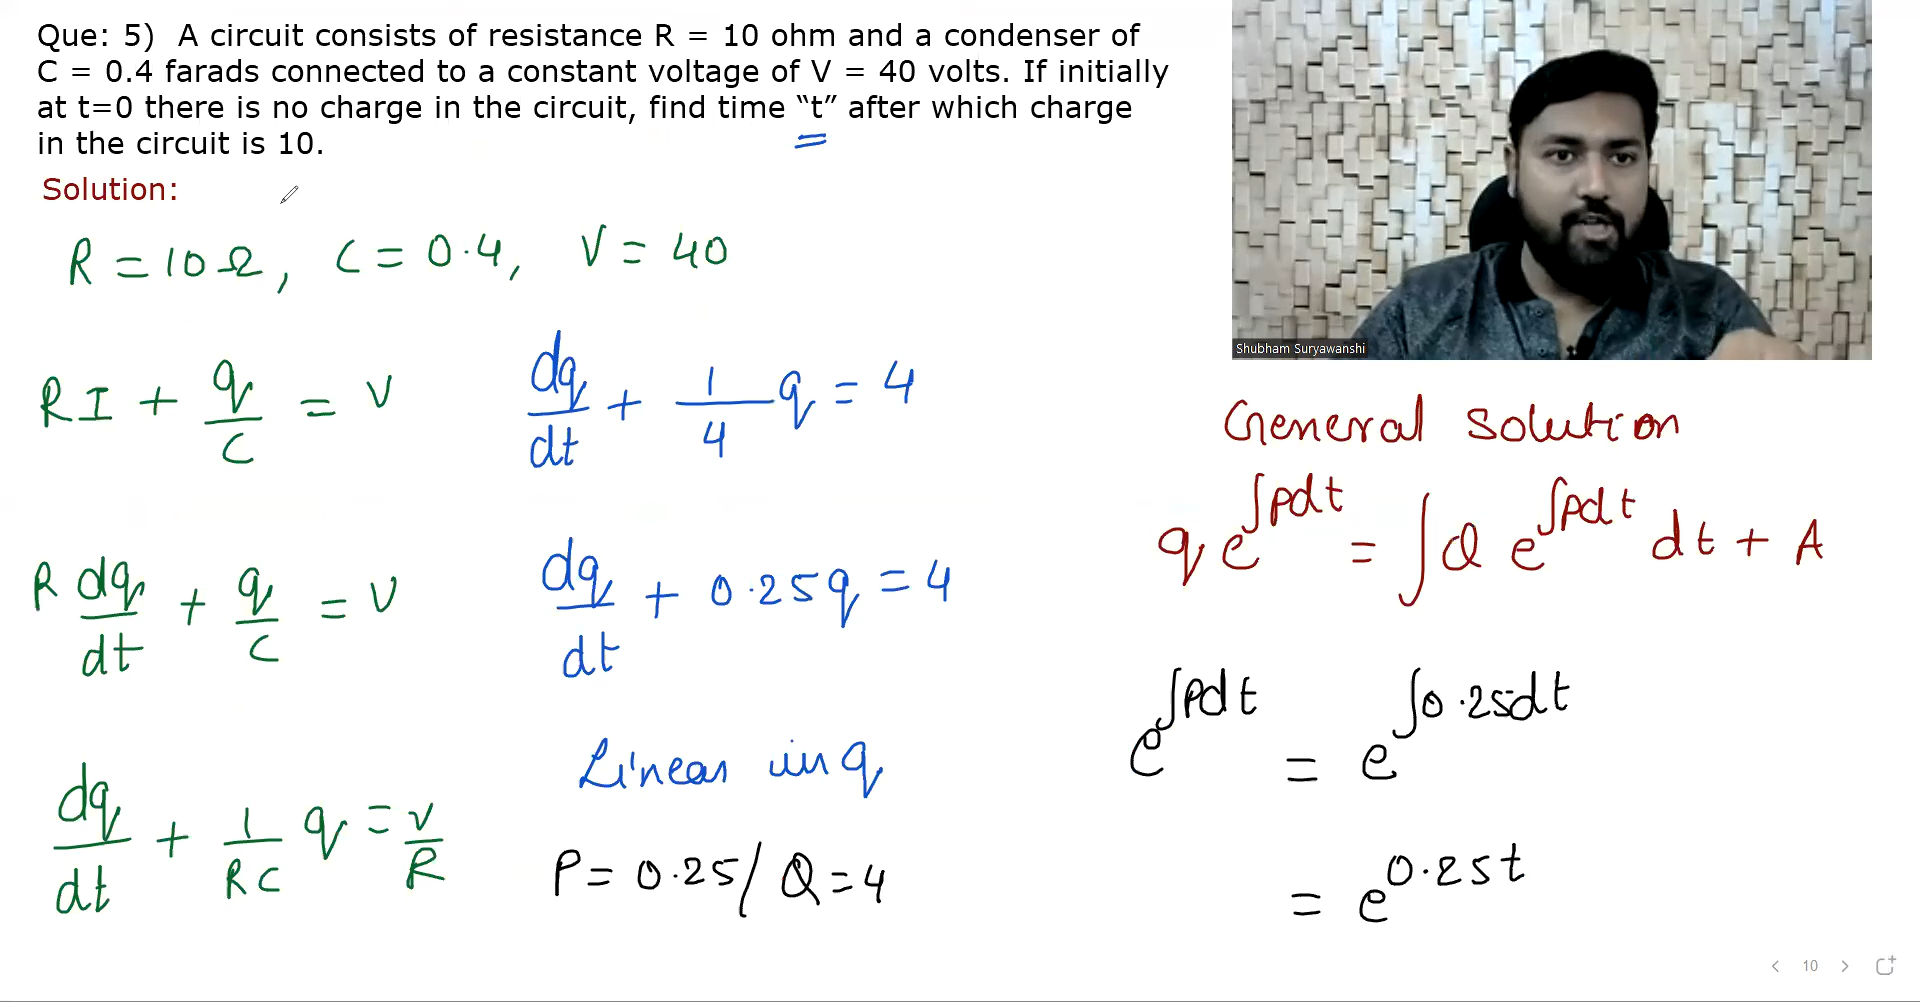 Que: 5) A circuit consists of resistance R = 10 ohm and a condenser of
C = 0.4 farads connected to a constant voltage of V = 40 volts. If initially
at t=0 there is no charge in the circuit, find time “t” after which charge
in the circuit is 10.
Solution:
R = 10 Ω, C = 0.4, V = 40
RI + q/C = V
R dq/dt + q/C = V
dq/dt + 1/RC q = V/R
dq/dt + 1/4 q = 4
dq/dt + 0.25q = 4
Linear in q
P = 0.25 / Q = 4
Shubham Suryawanshi
General Solution
q e^∫Pdt = ∫Q e^∫Pdt dt + A
e^∫Pdt = e^∫0.25dt
= e^0.25t
10